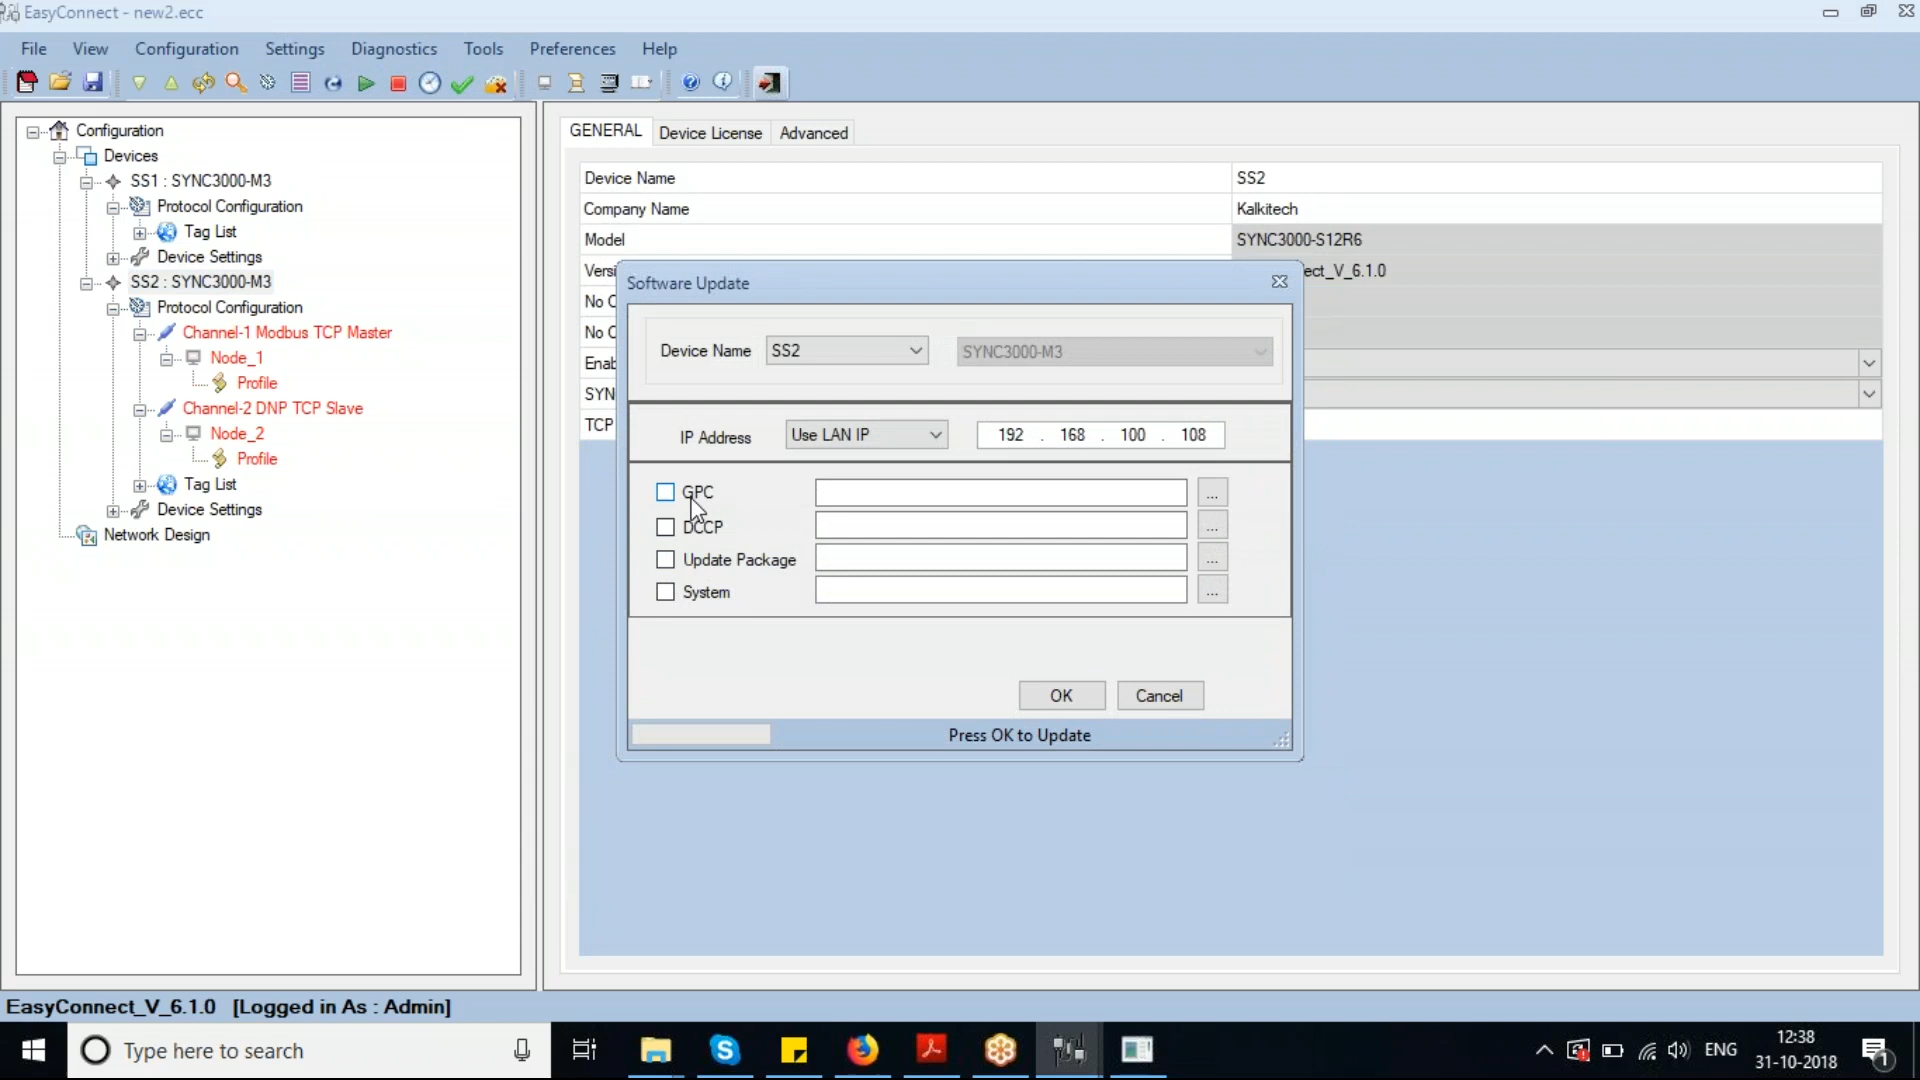 EasyConnect - new2.ecc
File View Configuration Settings Diagnostics Tools Preferences Help
Configuration
Devices
SS1 : SYNC3000-M3
Protocol Configuration
Tag List
Device Settings
SS2 : SYNC3000-M3
Protocol Configuration
Channel-1 Modbus TCP Master
Node_1
Profile
Channel-2 DNP TCP Slave
Node_2
Profile
Tag List
Device Settings
Network Design
GENERAL Device License Advanced
Device Name SS2
Company Name Kalkitech
Model SYNC3000-S12R6
Versi ect_V_6.1.0
No C
No C
Enab
SYN
TCP
Software Update
Device Name SS2 SYNC3000-M3
IP Address Use LAN IP 192 . 168 . 100 . 108
GPC ...
DCCP ...
Update Package ...
System ...
OK Cancel
Press OK to Update
EasyConnect_V_6.1.0 [Logged in As : Admin]
Type here to search
ENG
12:38
31-10-2018
1